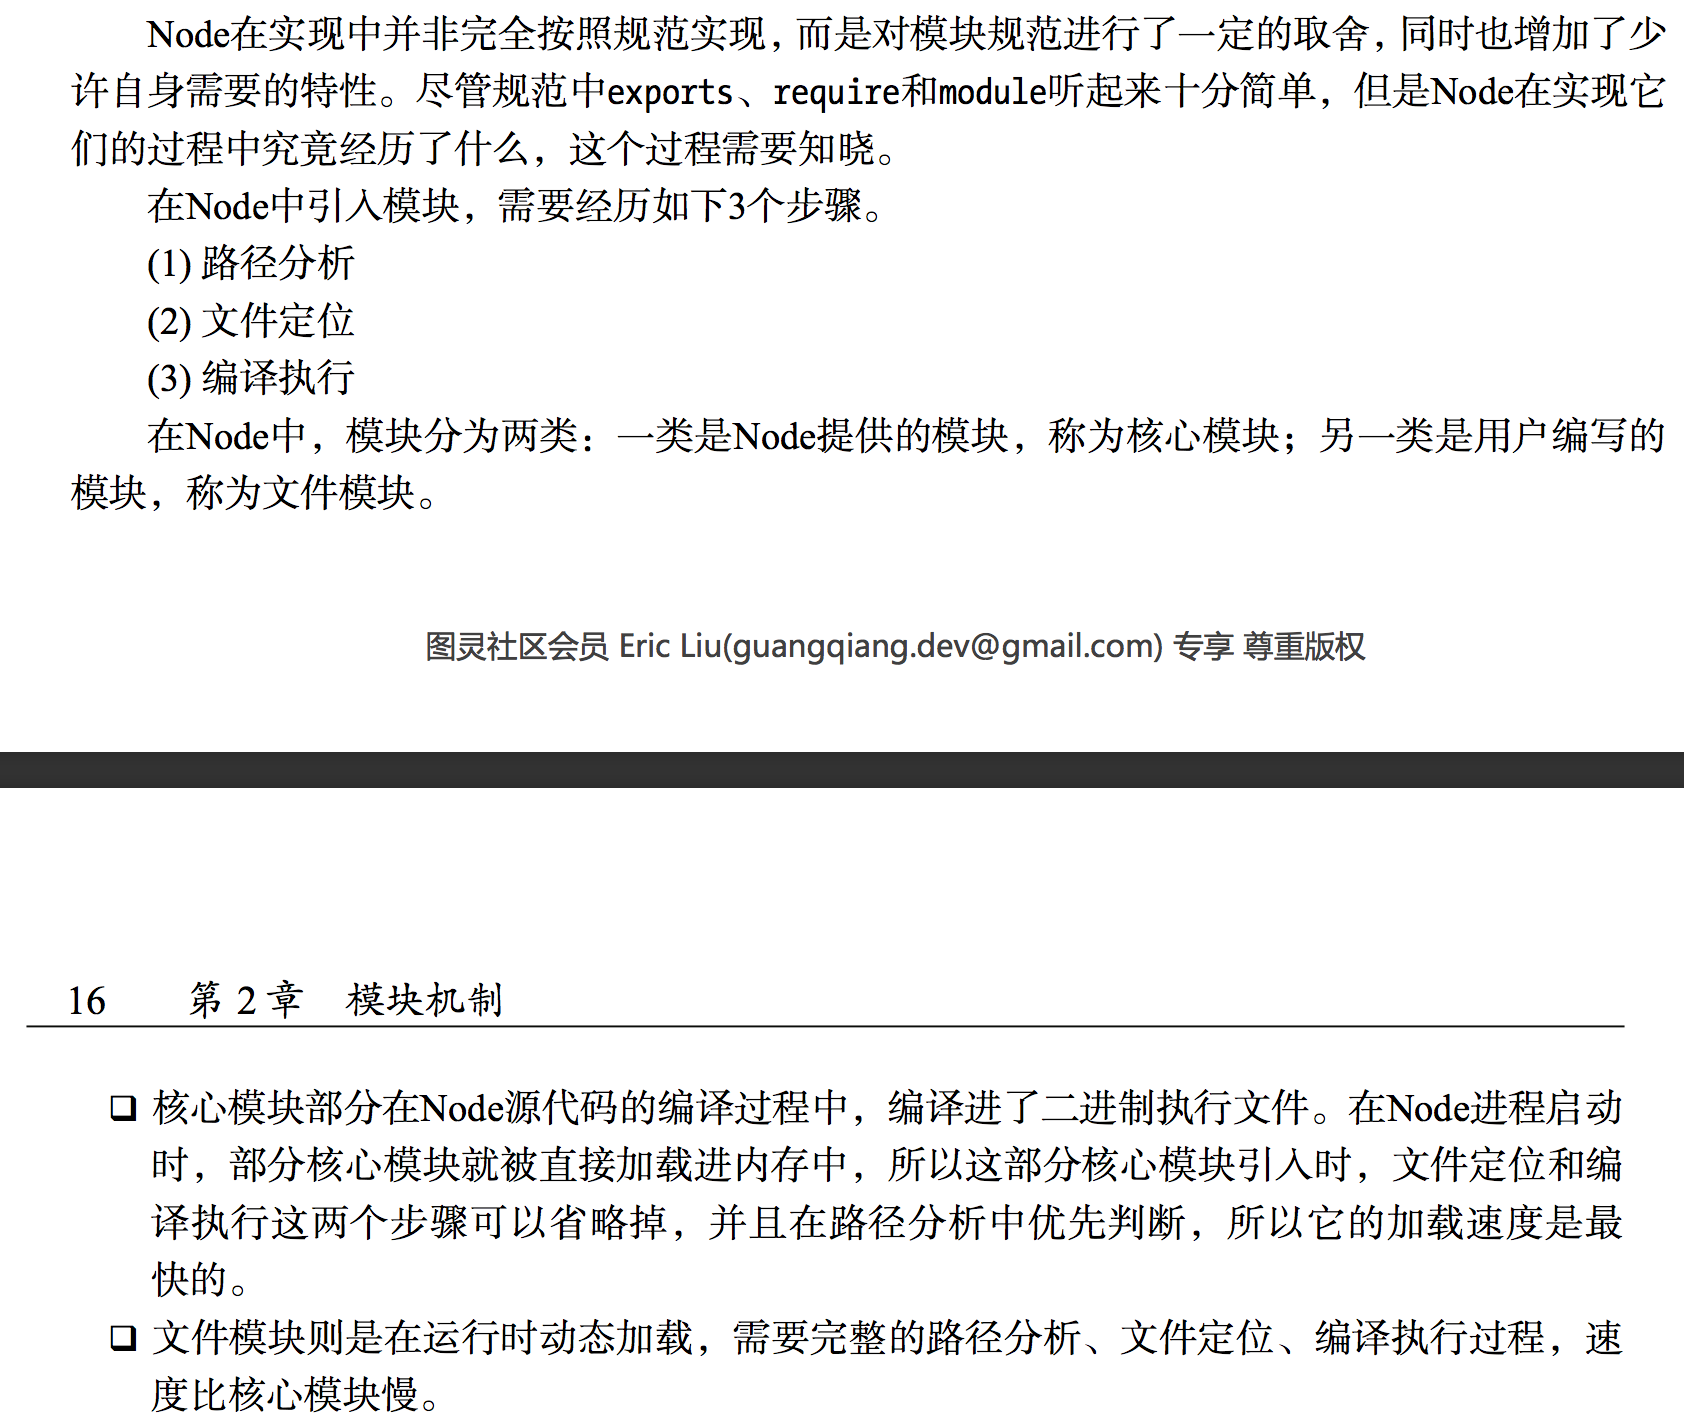 Node在实现中并非完全按照规范实现，而是对模块规范进行了一定的取舍，同时也增加了少
许自身需要的特性。尽管规范中exports、require和module听起来十分简单，但是Node在实现它
们的过程中究竟经历了什么，这个过程需要知晓。
在Node中引入模块，需要经历如下3个步骤。
(1) 路径分析
(2) 文件定位
(3) 编译执行
在Node中，模块分为两类：一类是Node提供的模块，称为核心模块；另一类是用户编写的
模块，称为文件模块。
图灵社区会员 Eric Liu(guangqiang.dev@gmail.com) 专享 尊重版权
16 第 2 章 模块机制
❑ 核心模块部分在Node源代码的编译过程中，编译进了二进制执行文件。在Node进程启动
时，部分核心模块就被直接加载进内存中，所以这部分核心模块引入时，文件定位和编
译执行这两个步骤可以省略掉，并且在路径分析中优先判断，所以它的加载速度是最
快的。
❑ 文件模块则是在运行时动态加载，需要完整的路径分析、文件定位、编译执行过程，速
度比核心模块慢。